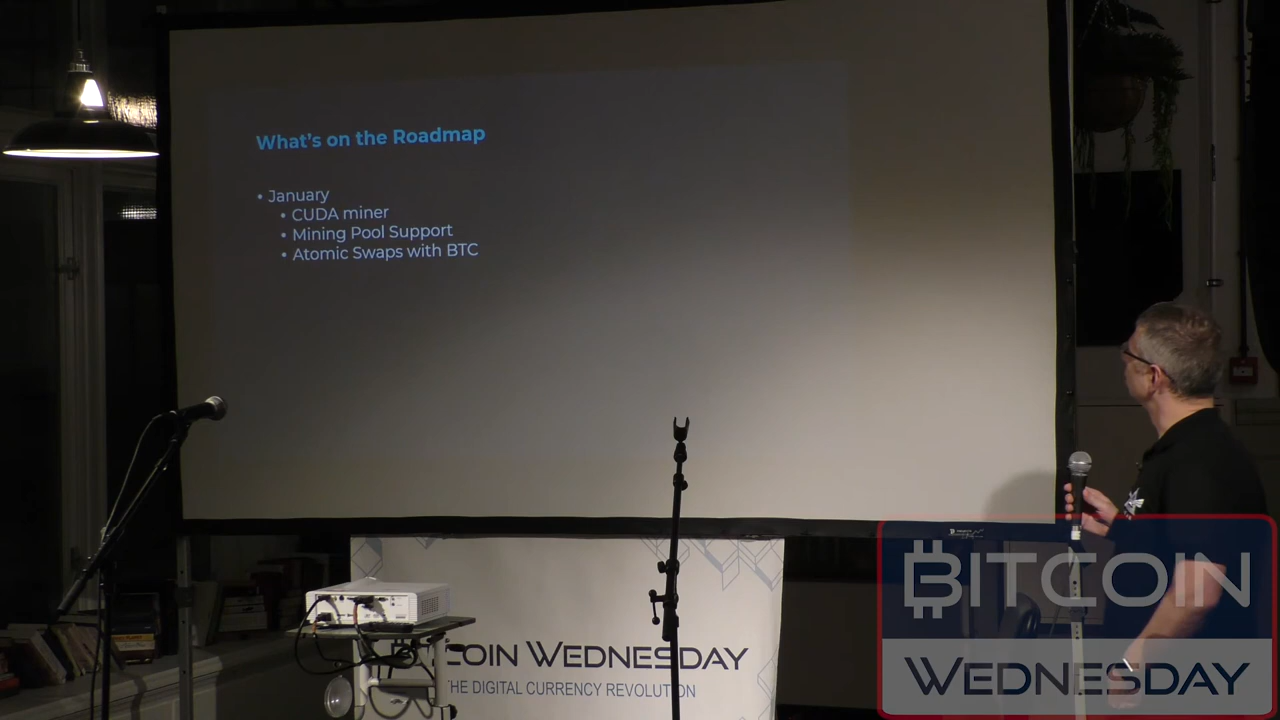 What's on the Roadmap
• January
• CUDA miner
• Mining Pool Support
• Atomic Swaps with BTC
COIN WEDNESDAY
THE DIGITAL CURRENCY REVOLUTION
BITCOIN
WEDNESDAY